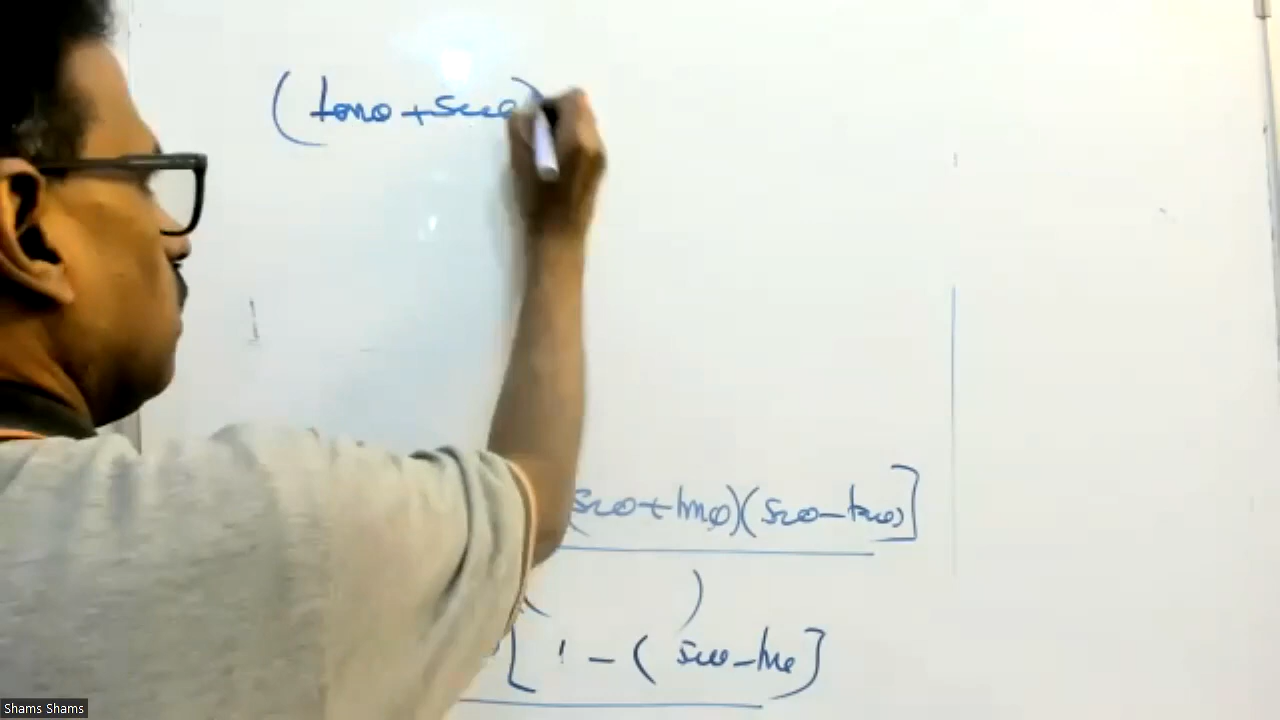 (tanθ + secθ)
(secθ + tanθ)(secθ - tanθ)]
( )
[ 1 - ( secθ - tanθ ]
Shams Shams